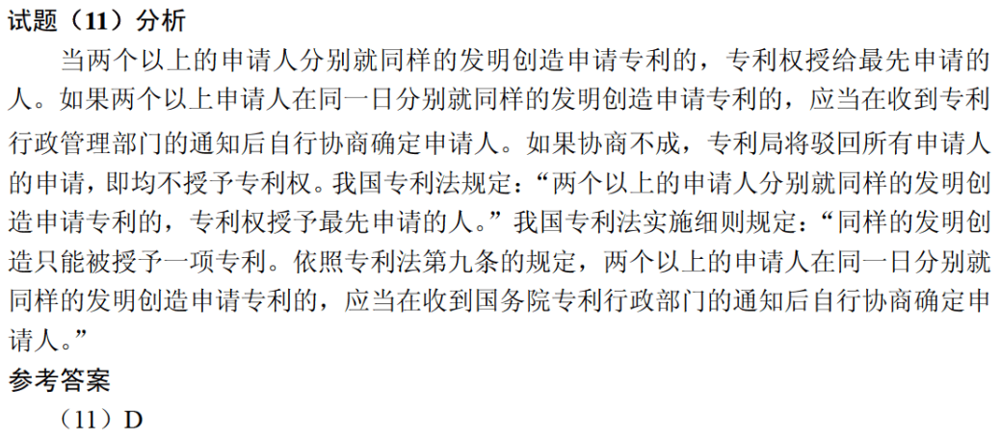 试题（11）分析
当两个以上的申请人分别就同样的发明创造申请专利的，专利权授给最先申请的
人。如果两个以上申请人在同一日分别就同样的发明创造申请专利的，应当在收到专利
行政管理部门的通知后自行协商确定申请人。如果协商不成，专利局将驳回所有申请人
的申请，即均不授予专利权。我国专利法规定：“两个以上的申请人分别就同样的发明创
造申请专利的，专利权授予最先申请的人。”我国专利法实施细则规定：“同样的发明创
造只能被授予一项专利。依照专利法第九条的规定，两个以上的申请人在同一日分别就
同样的发明创造申请专利的，应当在收到国务院专利行政部门的通知后自行协商确定申
请人。”
参考答案
（11）D